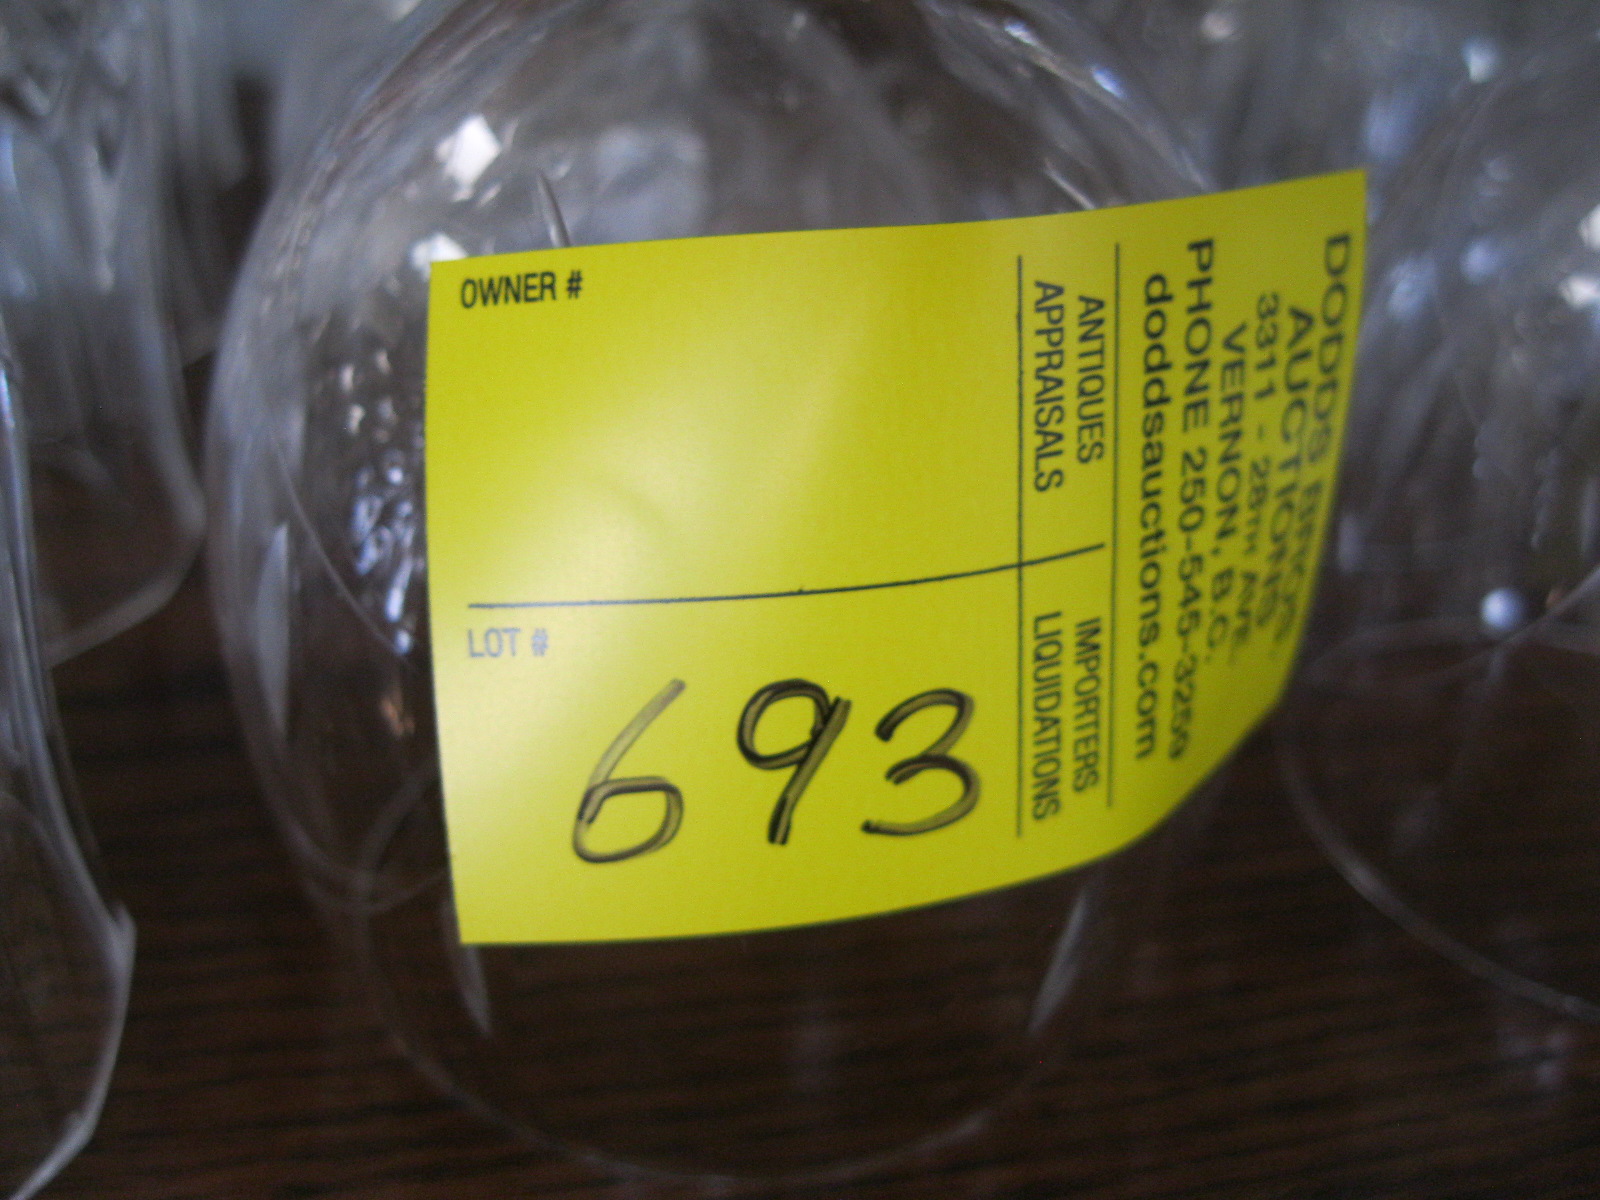 OWNER #
LOT #
693
DODDS BROS.
AUCTIONS
3311 - 28TH AVE.
VERNON, B.C.
PHONE 250-545-3259
doddsauctions.com
ANTIQUES
APPRAISALS
IMPORTERS
LIQUIDATIONS